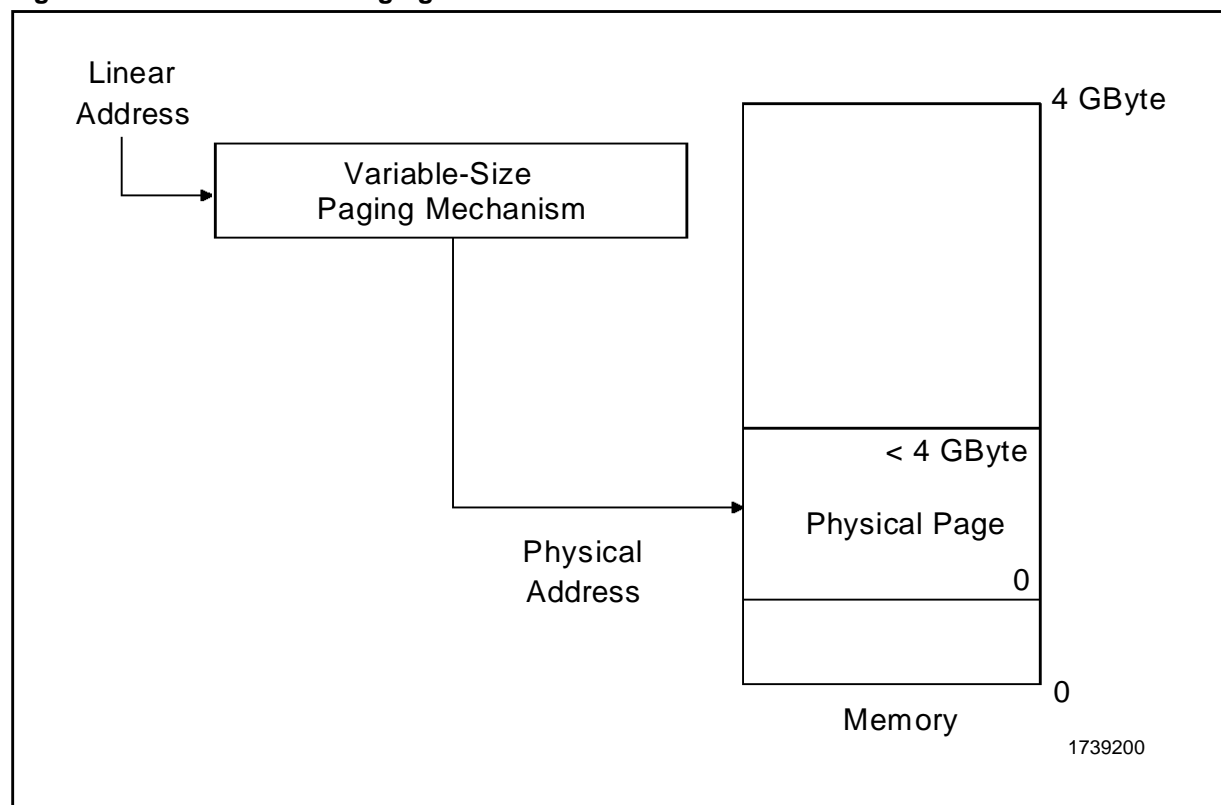 Linear
Address
Variable-Size
Paging Mechanism
4 GByte
< 4 GByte
Physical Page
0
Physical
Address
0
Memory
1739200